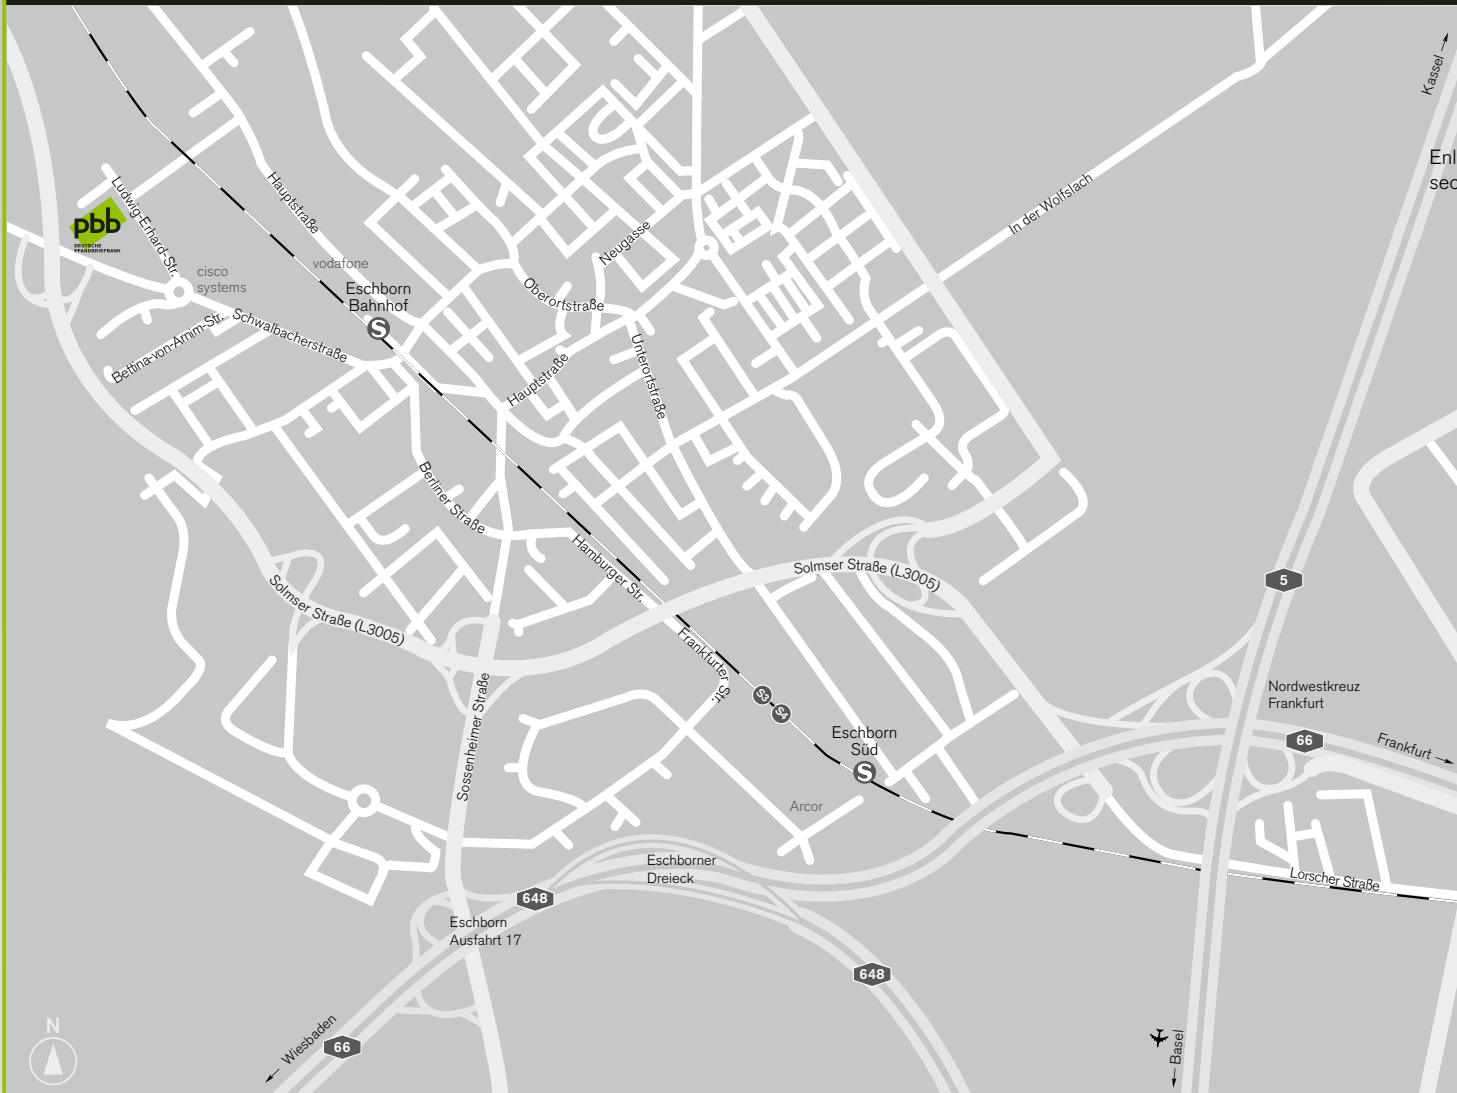 Kassel
Enl
sec
Ludwig-Erhard-Str.
Hauptstraße
In der Wolfslach
pbb
DEUTSCHE
PFANDBRIEFBANK
Neugasse
cisco
systems
vodafone
Eschborn
Bahnhof
S
Oberortstraße
Bettina-von-Arnim-Str.
Schwalbacherstraße
Hauptstraße
Unterortstraße
Berliner Straße
Hamburger Str.
Solmser Straße (L3005)
Solmser Straße (L3005)
5
Frankfurter Str.
Sossenheimer Straße
S3
S4
Nordwestkreuz
Frankfurt
66
Frankfurt
Eschborn
Süd
S
Arcor
Eschborner
Dreieck
Lorscher Straße
648
Eschborn
Ausfahrt 17
648
N
Wiesbaden
66
Basel